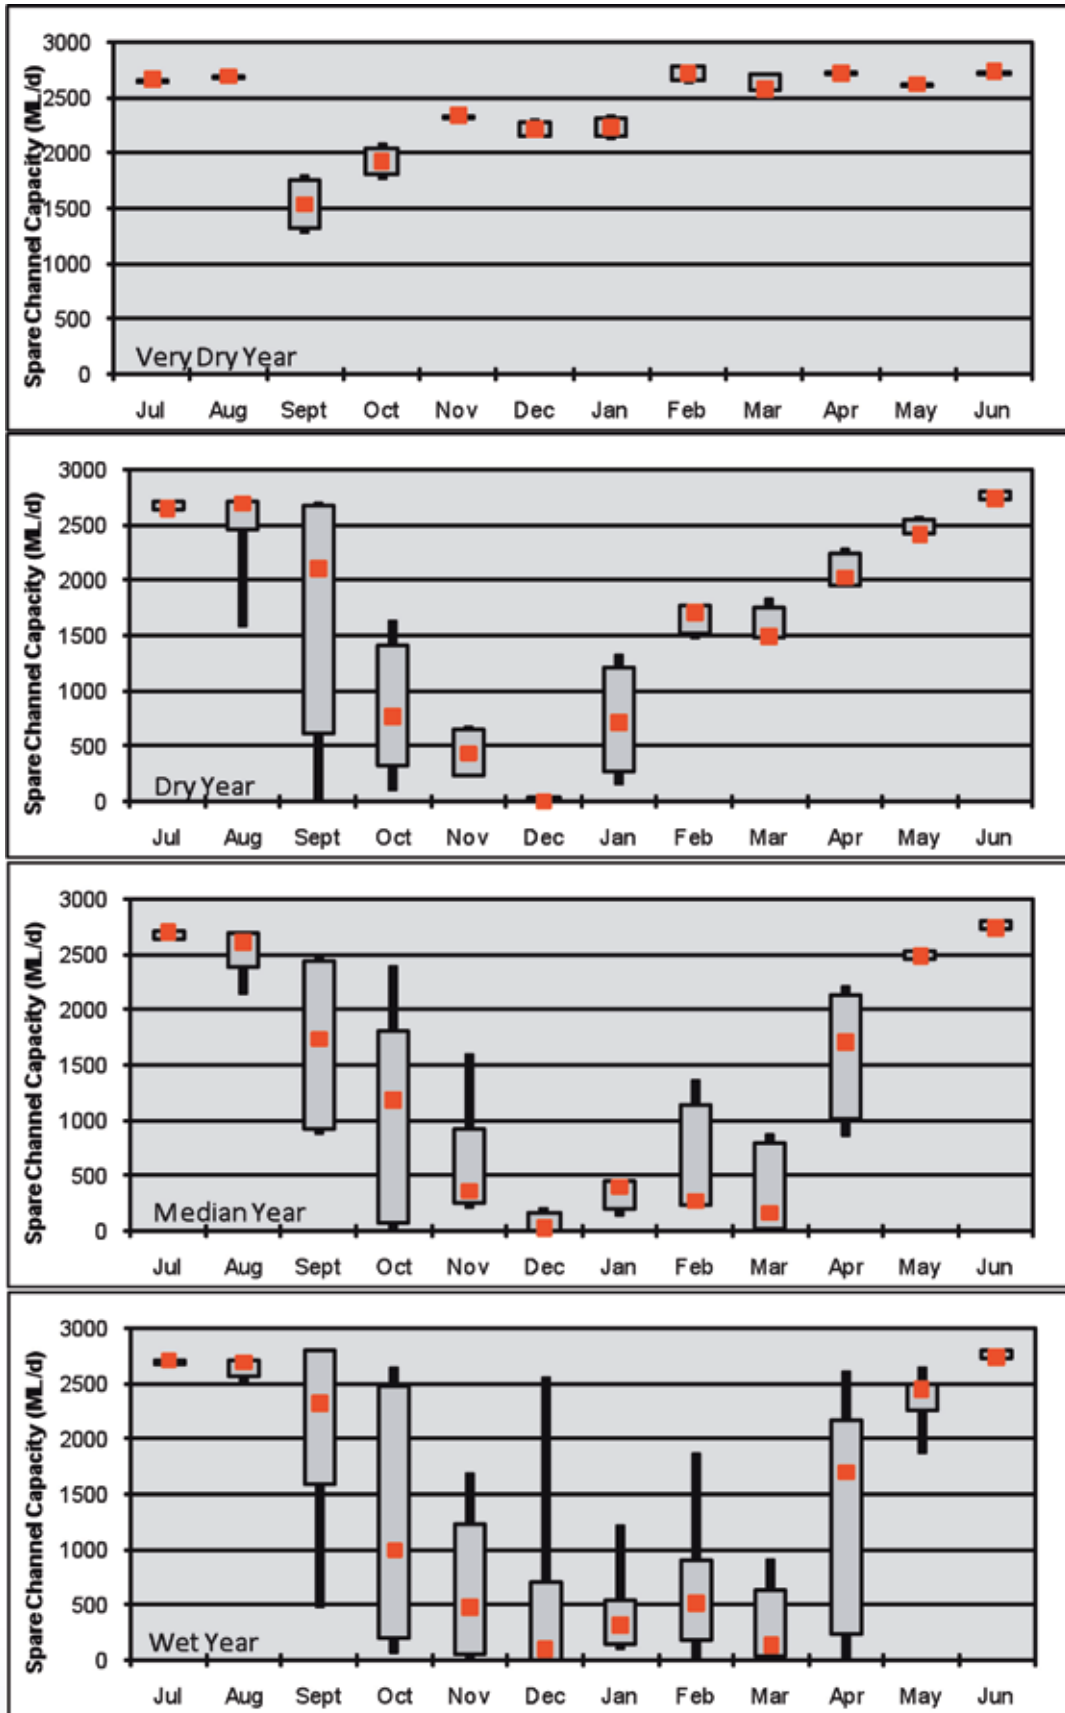 Spare Channel Capacity (ML/d)
3000
2500
2000
1500
1000
500
0
Very Dry Year
Jul Aug Sept Oct Nov Dec Jan Feb Mar Apr May Jun
Spare Channel Capacity (ML/d)
3000
2500
2000
1500
1000
500
0
Dry Year
Jul Aug Sept Oct Nov Dec Jan Feb Mar Apr May Jun
Spare Channel Capacity (ML/d)
3000
2500
2000
1500
1000
500
0
Median Year
Jul Aug Sept Oct Nov Dec Jan Feb Mar Apr May Jun
Spare Channel Capacity (ML/d)
3000
2500
2000
1500
1000
500
0
Wet Year
Jul Aug Sept Oct Nov Dec Jan Feb Mar Apr May Jun